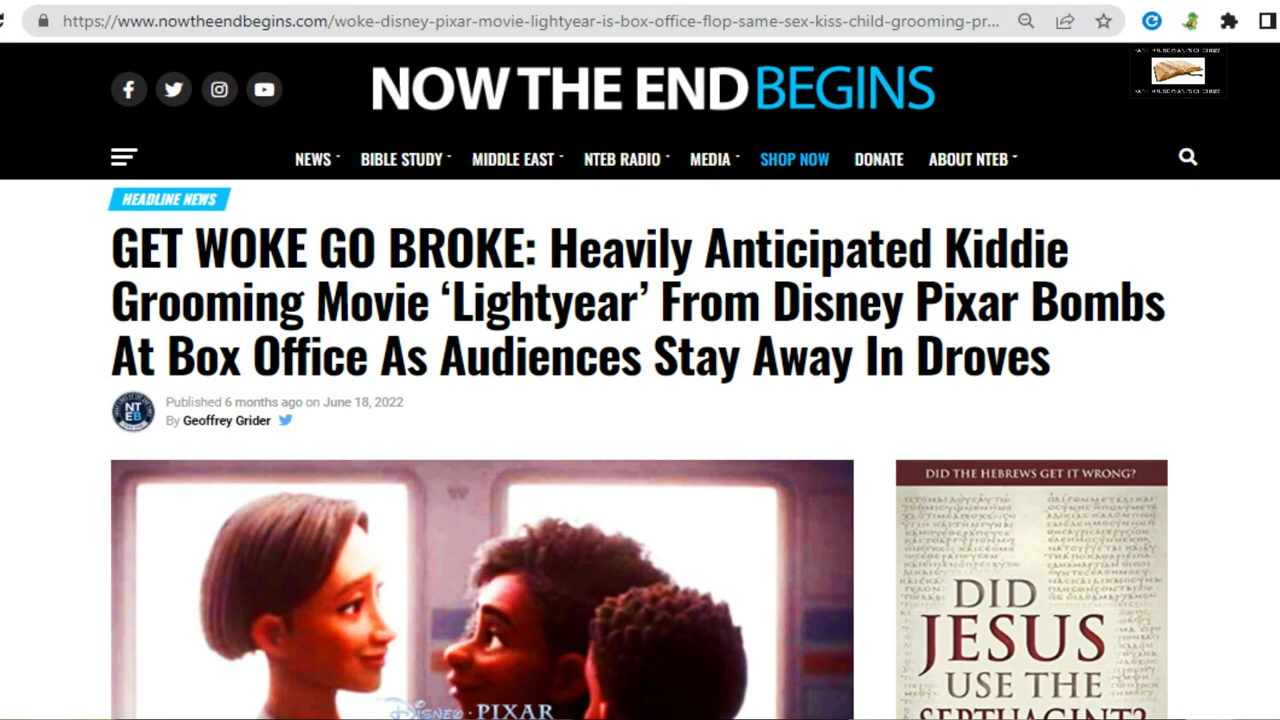 https://www.nowtheendbegins.com/woke-disney-pixar-movie-lightyear-is-box-office-flop-same-sex-kiss-child-grooming-pr...
NOW THE END BEGINS
NEWS BIBLE STUDY MIDDLE EAST NTEB RADIO MEDIA SHOP NOW DONATE ABOUT NTEB
HEADLINE NEWS
GET WOKE GO BROKE: Heavily Anticipated Kiddie
Grooming Movie ‘Lightyear’ From Disney Pixar Bombs
At Box Office As Audiences Stay Away In Droves
NT
EB
Published 6 months ago on June 18, 2022
By Geoffrey Grider
DISNEY · PIXAR
DID THE HEBREWS GET IT WRONG?
DID
JESUS
USE THE
SEPTUAGINT?